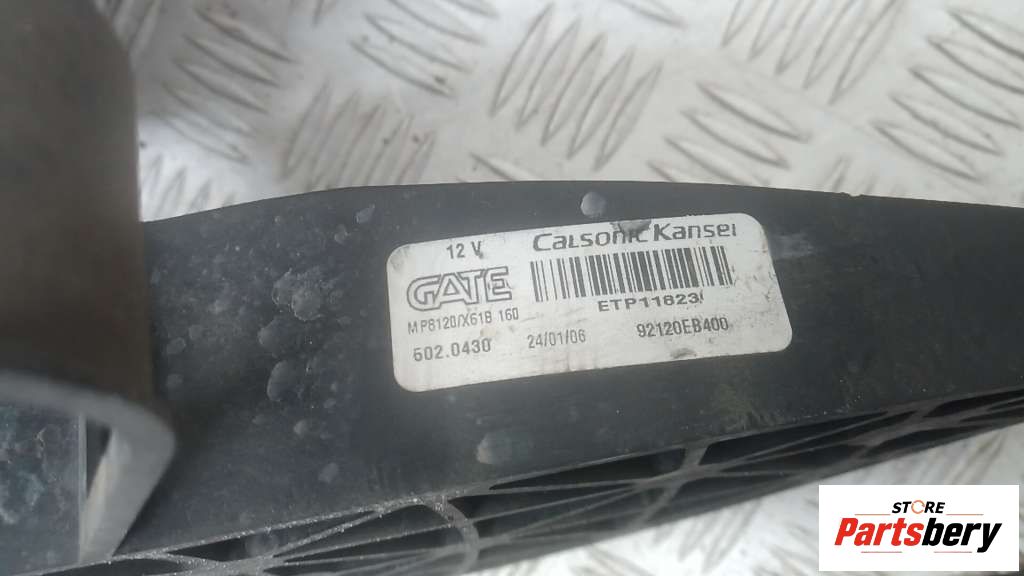 12 V Calsonic Kansei
GATE
ETP11823
MP8120/X61B 160
502.0430 24/01/06 92120EB400
STORE
Partsbery